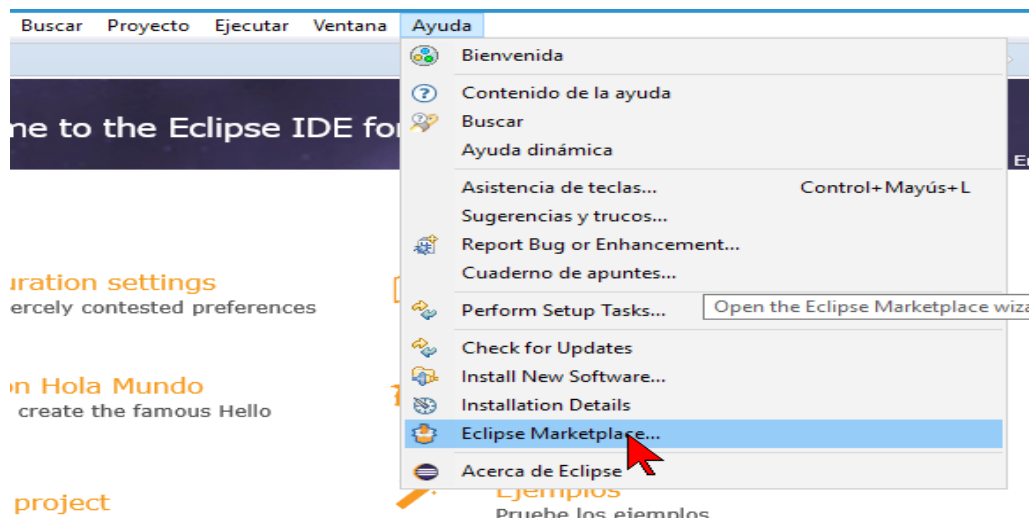 Buscar Proyecto Ejecutar Ventana Ayuda
Bienvenida
Contenido de la ayuda
Buscar
Ayuda dinámica
Asistencia de teclas... Control+Mayús+L
Sugerencias y trucos...
Report Bug or Enhancement...
Cuaderno de apuntes...
Perform Setup Tasks...
Open the Eclipse Marketplace wiza
Check for Updates
Install New Software...
Installation Details
Eclipse Marketplace...
Acerca de Eclipse
me to the Eclipse IDE for
uration settings
ercely contested preferences
on Hola Mundo
create the famous Hello
project
Ejemplos
Pruebe los ejemplos